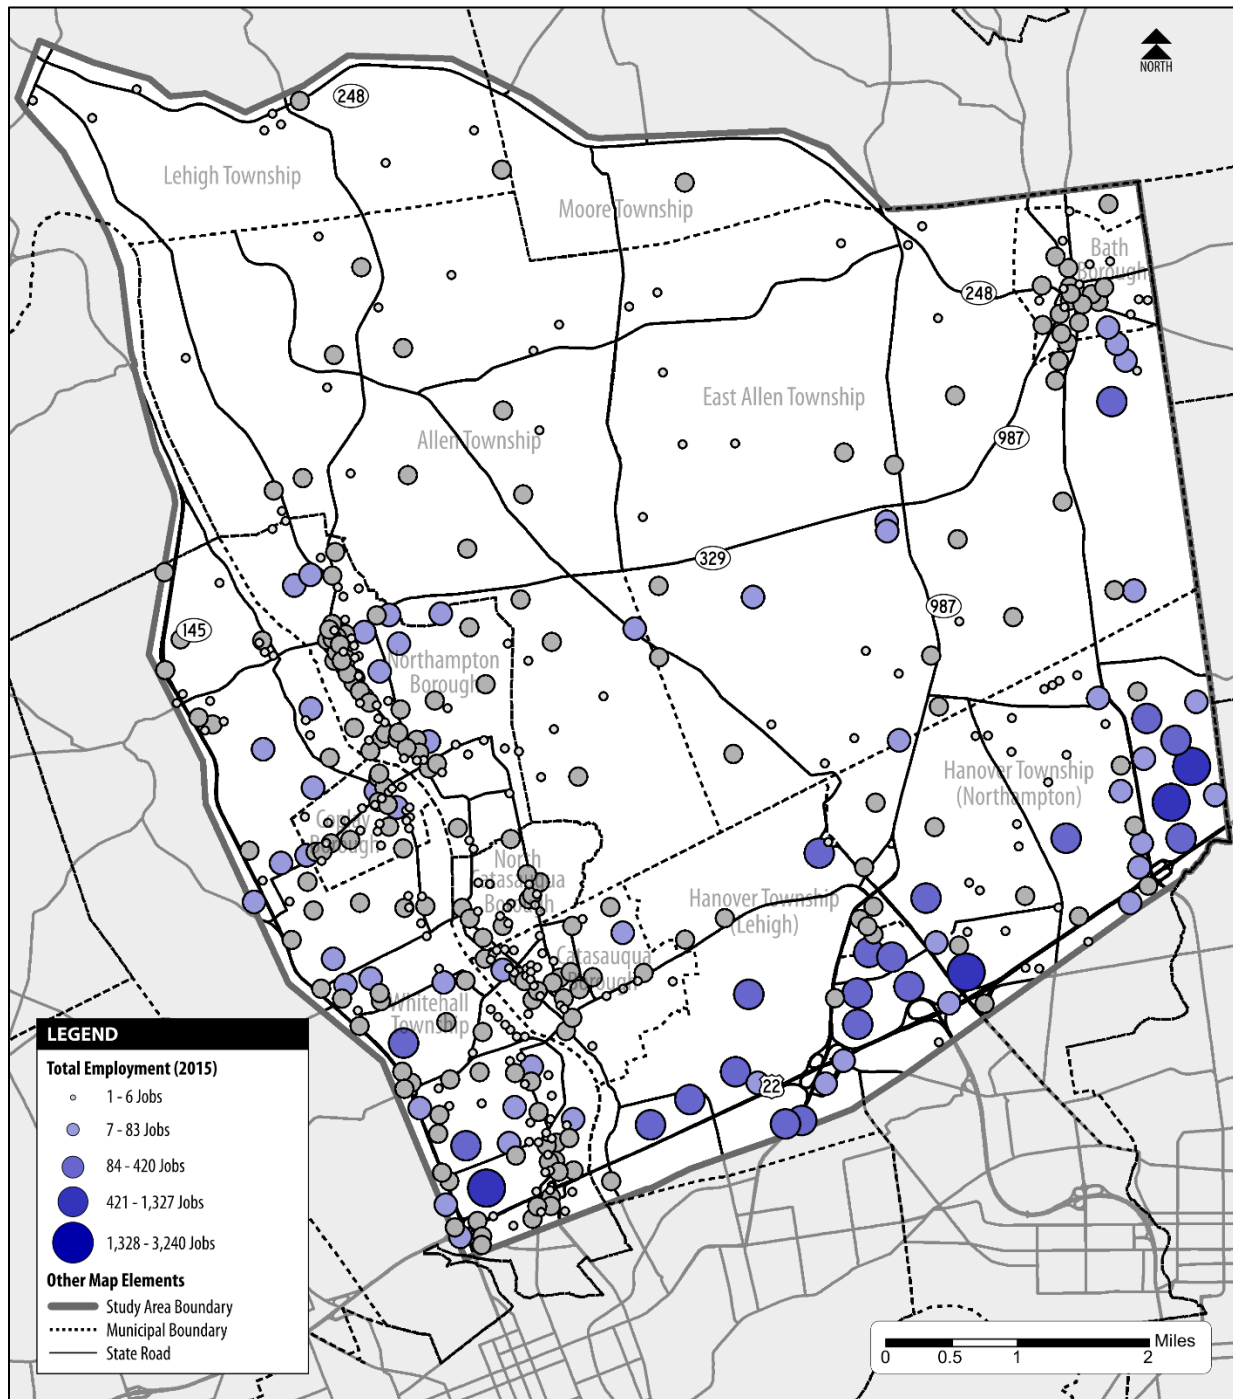 NORTH
248
Lehigh Township
Moore Township
Bath
Borough
248
East Allen Township
Allen Township
987
329
987
145
Northampton
Borough
Hanover Township
(Northampton)
Coplay
Borough
North
Catasauqua
Borough
Hanover Township
(Lehigh)
Catasauqua
Borough
Whitehall
Township
22
LEGEND
Total Employment (2015)
1 - 6 Jobs
7 - 83 Jobs
84 - 420 Jobs
421 - 1,327 Jobs
1,328 - 3,240 Jobs
Other Map Elements
Study Area Boundary
Municipal Boundary
State Road
Miles
0 0.5 1 2